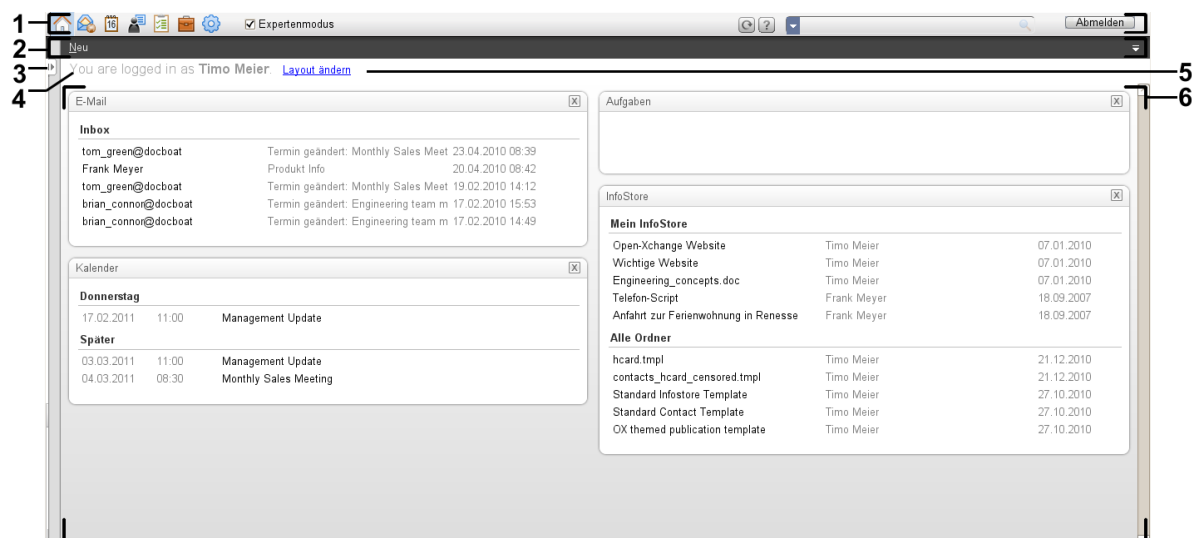 1
16
Expertenmodus
Abmelden
2
Neu
3
4
You are logged in as Timo Meier. Layout ändern
5
6
E-Mail
Inbox
tom_green@docboat Termin geändert: Monthly Sales Meet 23.04.2010 08:39
Frank Meyer Produkt Info 20.04.2010 08:42
tom_green@docboat Termin geändert: Monthly Sales Meet 19.02.2010 14:12
brian_connor@docboat Termin geändert: Engineering team m 17.02.2010 15:53
brian_connor@docboat Termin geändert: Engineering team m 17.02.2010 14:49
Kalender
Donnerstag
17.02.2011 11:00 Management Update
Später
03.03.2011 11:00 Management Update
04.03.2011 08:30 Monthly Sales Meeting
Aufgaben
InfoStore
Mein InfoStore
Open-Xchange Website Timo Meier 07.01.2010
Wichtige Website Timo Meier 07.01.2010
Engineering_concepts.doc Timo Meier 07.01.2010
Telefon-Script Frank Meyer 18.09.2007
Anfahrt zur Ferienwohnung in Renesse Frank Meyer 18.09.2007
Alle Ordner
hcard.tmpl Timo Meier 21.12.2010
contacts_hcard_censored.tmpl Timo Meier 21.12.2010
Standard Infostore Template Timo Meier 27.10.2010
Standard Contact Template Timo Meier 27.10.2010
OX themed publication template Timo Meier 27.10.2010